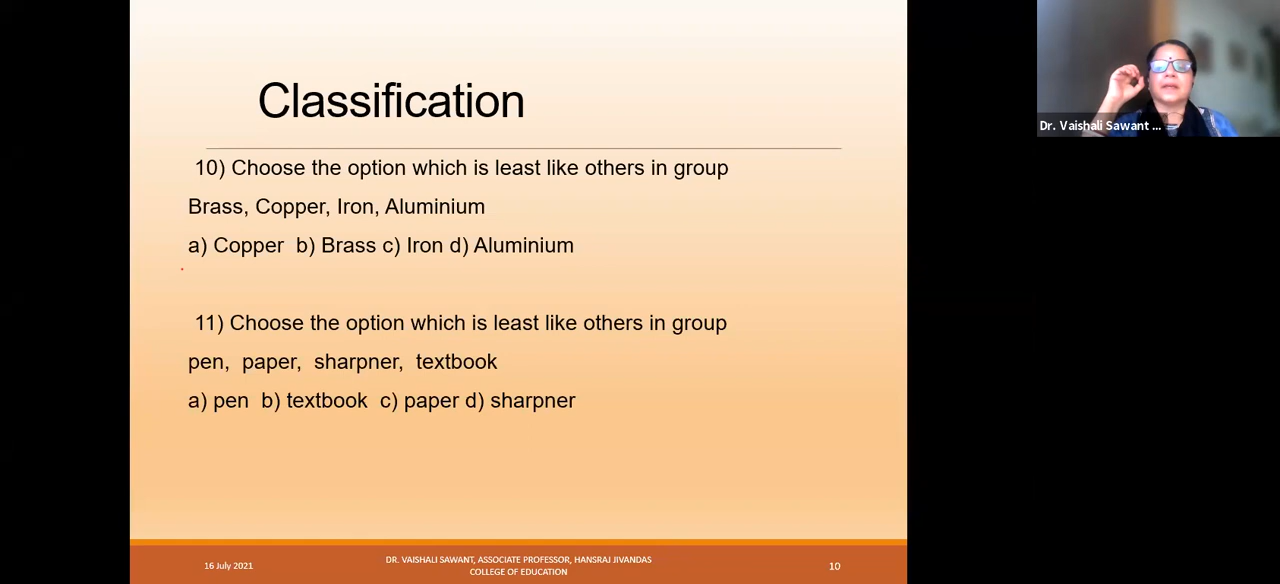 Classification
10) Choose the option which is least like others in group
Brass, Copper, Iron, Aluminium
a) Copper b) Brass c) Iron d) Aluminium
11) Choose the option which is least like others in group
pen, paper, sharpner, textbook
a) pen b) textbook c) paper d) sharpner
16 July 2021
DR. VAISHALI SAWANT, ASSOCIATE PROFESSOR, HANSRAJ JIVANDAS
COLLEGE OF EDUCATION
10
Dr. Vaishali Sawant ...